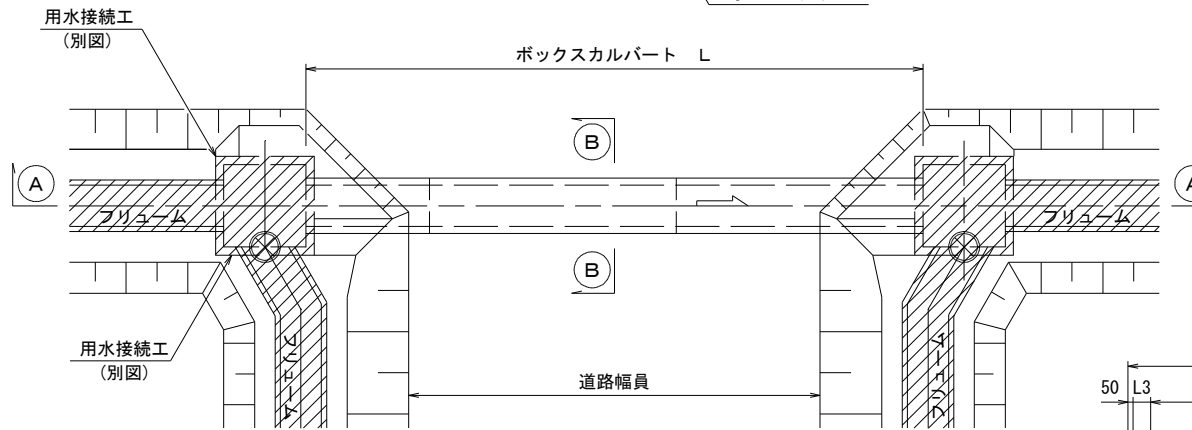 用水接続工
(別図)
ボックスカルバート L
B
A
A
フリューム
フリューム
B
用水接続工
(別図)
フリューム
フリューム
道路幅員
50 L3